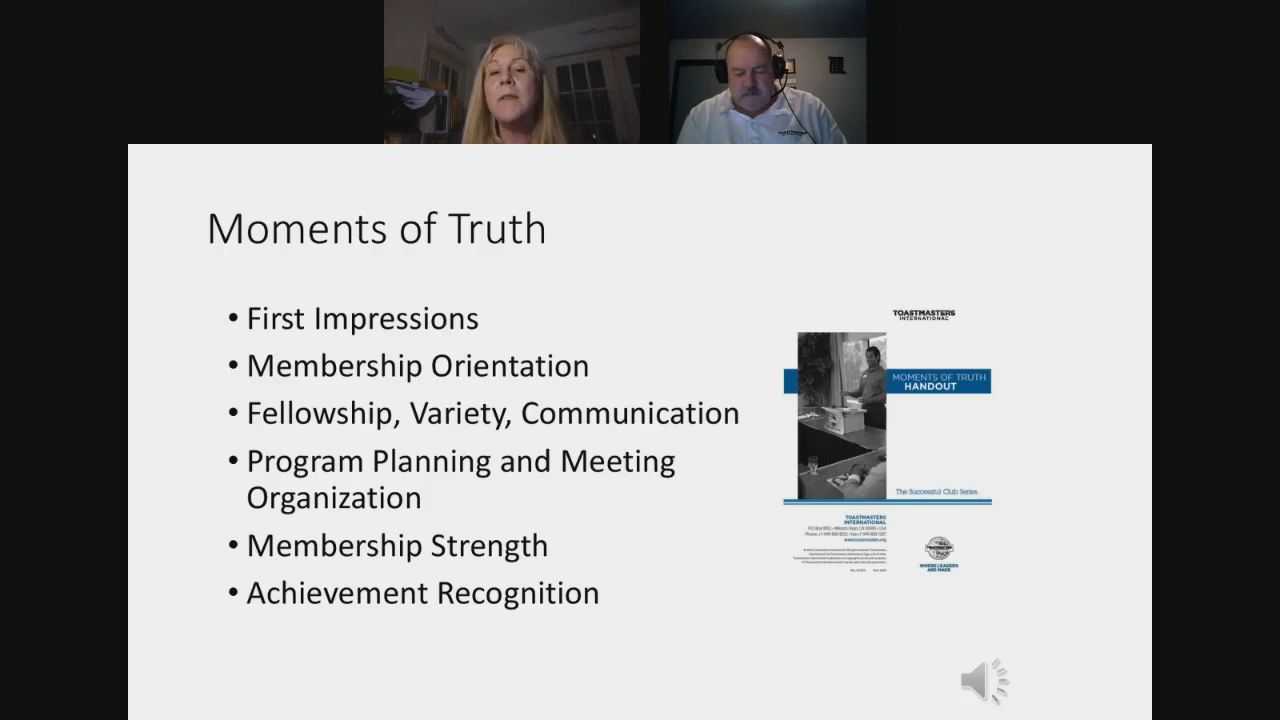 Moments of Truth
• First Impressions
• Membership Orientation
• Fellowship, Variety, Communication
• Program Planning and Meeting
Organization
• Membership Strength
• Achievement Recognition
TOASTMASTERS
INTERNATIONAL
MOMENTS OF TRUTH
HANDOUT
The Successful Club Series
TOASTMASTERS
INTERNATIONAL
www.toastmasters.org
WHERE LEADERS
ARE MADE